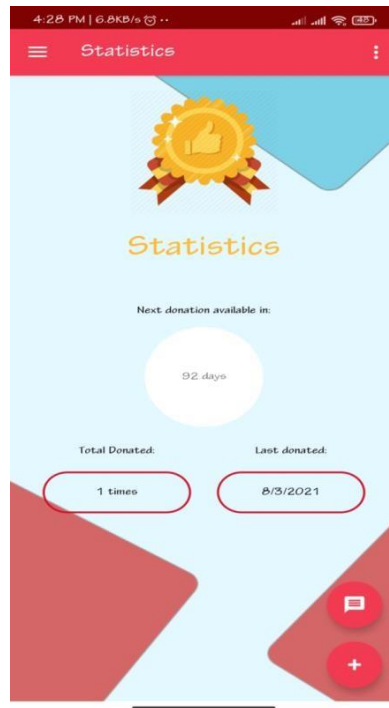 4:28 PM | 6.8KB/s
48
Statistics
Statistics
Next donation available in:
92 days
Total Donated:
Last donated:
1 times
8/3/2021